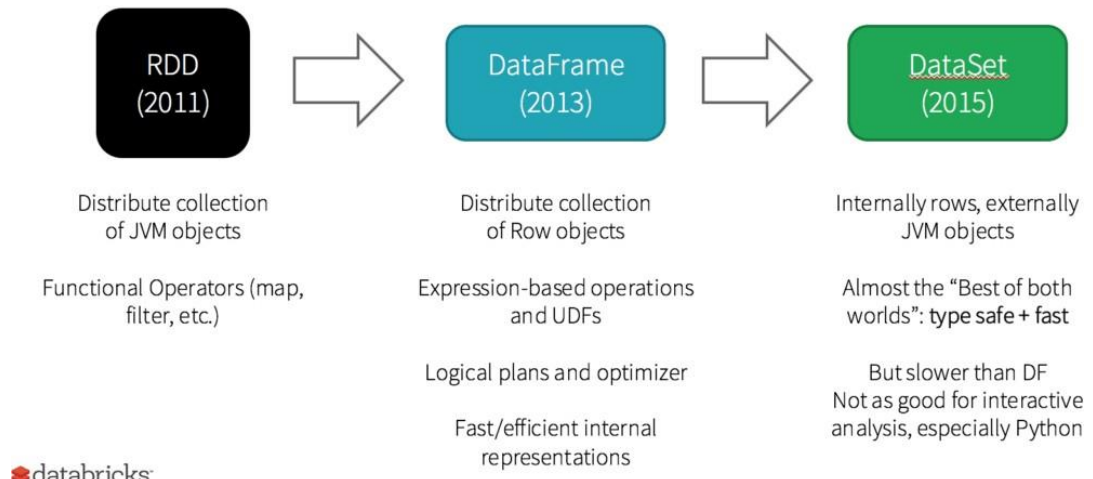 RDD
(2011)
DataFrame
(2013)
DataSet
(2015)
Distribute collection
of JVM objects
Functional Operators (map,
filter, etc.)
Distribute collection
of Row objects
Expression-based operations
and UDFs
Logical plans and optimizer
Fast/efficient internal
representations
Internally rows, externally
JVM objects
Almost the “Best of both
worlds”: type safe + fast
But slower than DF
Not as good for interactive
analysis, especially Python
databricks